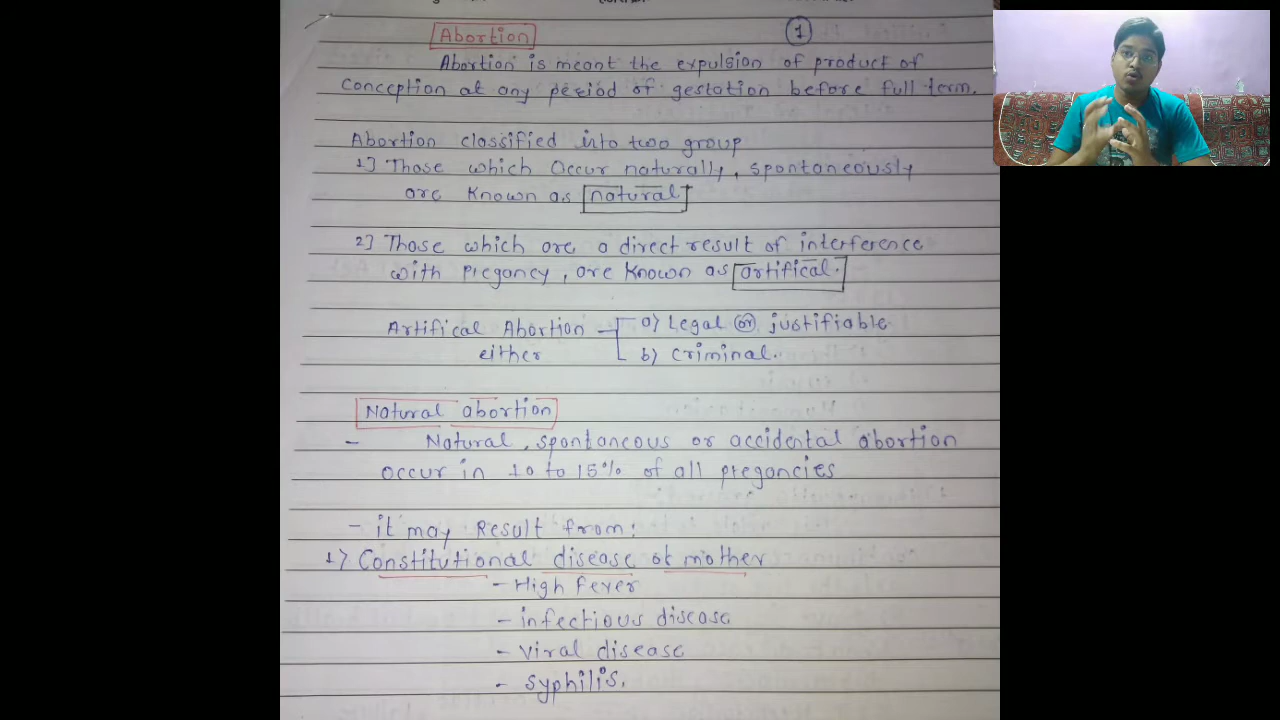 Abortion
1
Abortion is meant the expulsion of product of
conception at any period of gestation before full term.
Abortion classified into two group
1] Those which occur naturally, spontaneously
are known as natural
2] Those which are a direct result of interference
with pregancy, are known as artifical.
Artifical Abortion a) Legal or justifiable
either b) criminal.
Natural abortion
- Natural, spontaneous or accidental abortion
occur in 10 to 15% of all pregancies
- it may Result from:
1) Constitutional disease of mother
- High fever
- infectious disease
- viral disease
- syphilis.